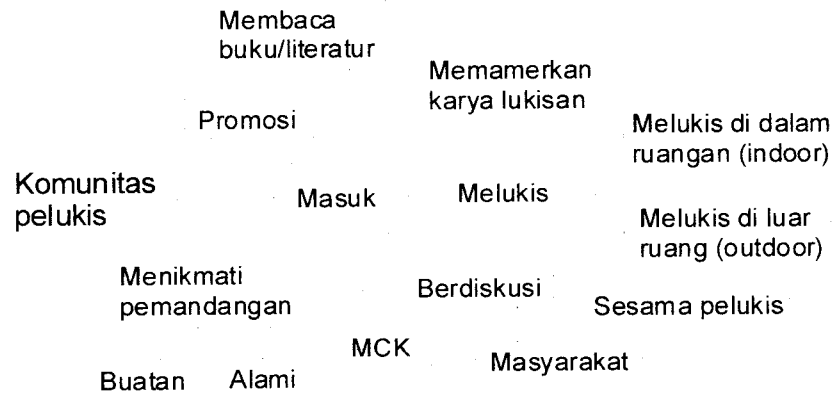 Membaca
buku/literatur
Memamerkan
karya lukisan
Promosi
Melukis di dalam
ruangan (indoor)
Komunitas
pelukis
Masuk
Melukis
Melukis di luar
ruang (outdoor)
Menikmati
pemandangan
Berdiskusi
Sesama pelukis
MCK
Masyarakat
Buatan
Alami